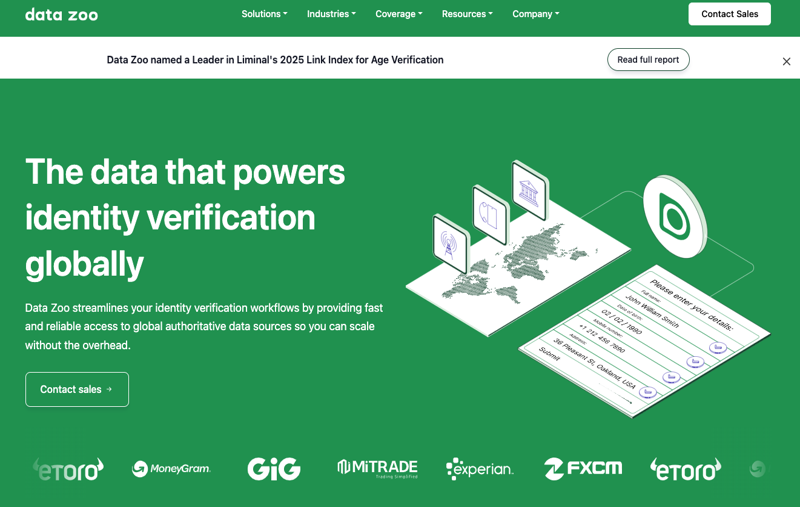 data zoo
Solutions
Industries
Coverage
Resources
Company
Contact Sales
Data Zoo named a Leader in Liminal's 2025 Link Index for Age Verification
Read full report
The data that powers
identity verification
globally
Data Zoo streamlines your identity verification workflows by providing fast
and reliable access to global authoritative data sources so you can scale
without the overhead.
Contact sales
Please enter your details:
Full name:
John William Smith
Date of birth:
02 / 02 / 1990
Mobile number:
+1 212 456 7890
Address:
36 Pleasant St, Oakland, USA
Submit
eToro
MoneyGram
GiG
MiTRADE
Trading Simplified
experian.
FXCM
eToro